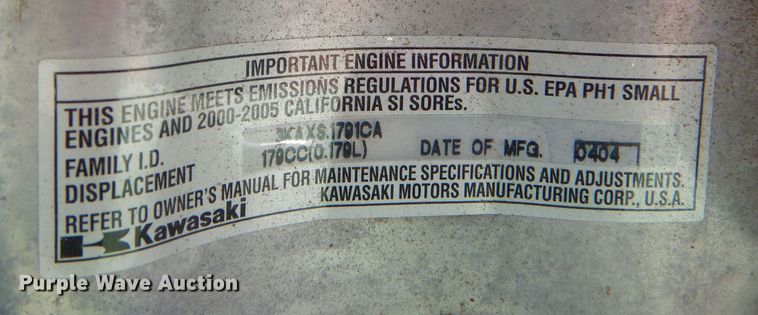 IMPORTANT ENGINE INFORMATION
THIS ENGINE MEETS EMISSIONS REGULATIONS FOR U.S. EPA PH1 SMALL
ENGINES AND 2000-2005 CALIFORNIA SI SOREs.
FAMILY I.D. 3KAXS.1791CA
DISPLACEMENT 179CC(0.179L) DATE OF MFG. 0404
REFER TO OWNER'S MANUAL FOR MAINTENANCE SPECIFICATIONS AND ADJUSTMENTS.
Kawasaki KAWASAKI MOTORS MANUFACTURING CORP., U.S.A.
Purple Wave Auction